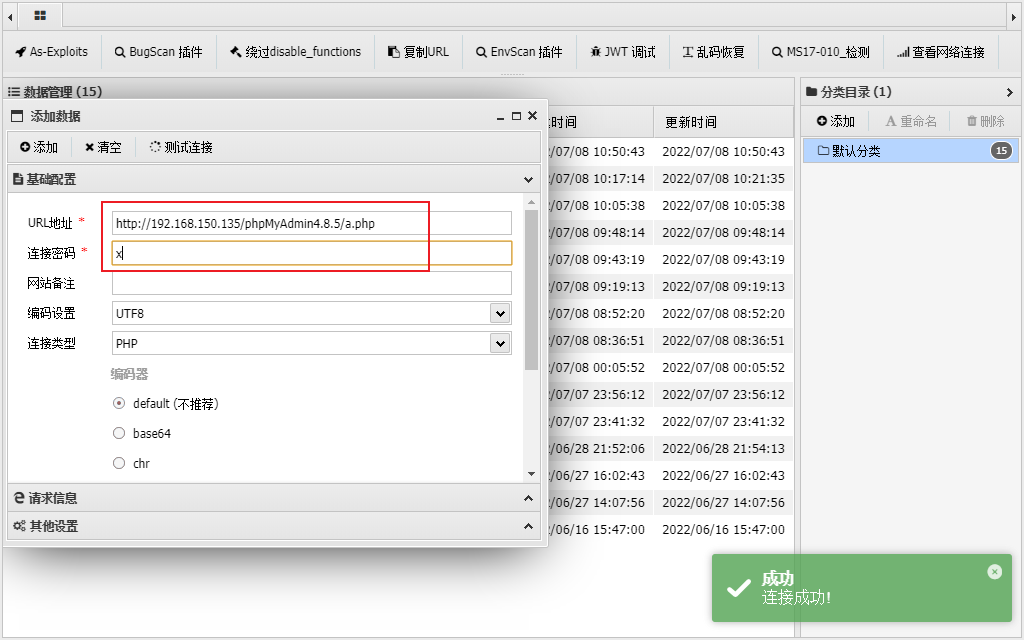 As-Exploits BugScan 插件 绕过disable_functions 复制URL EnvScan 插件 JWT 调试 乱码恢复 MS17-010_检测 查看网络连接
数据管理 (15)
添加数据
添加 清空 测试连接
基础配置
URL地址 * http://192.168.150.135/phpMyAdmin4.8.5/a.php
连接密码 * x
网站备注
编码设置 UTF8
连接类型 PHP
编码器
default (不推荐)
base64
chr
请求信息
其他设置
时间 更新时间
/07/08 10:50:43 2022/07/08 10:50:43
/07/08 10:17:14 2022/07/08 10:21:35
/07/08 10:05:38 2022/07/08 10:05:38
/07/08 09:48:14 2022/07/08 09:48:14
/07/08 09:43:19 2022/07/08 09:43:19
/07/08 09:19:13 2022/07/08 09:19:13
/07/08 08:52:20 2022/07/08 08:52:20
/07/08 08:36:51 2022/07/08 08:36:51
/07/08 00:05:52 2022/07/08 00:05:52
/07/07 23:56:12 2022/07/07 23:56:12
/07/07 23:41:32 2022/07/07 23:41:32
/06/28 21:52:06 2022/06/28 21:54:13
/06/27 16:02:43 2022/06/27 16:02:43
/06/27 14:07:56 2022/06/27 14:07:56
/06/16 15:47:00 2022/06/16 15:47:00
分类目录 (1)
添加 重命名 删除
默认分类 15
成功
连接成功!